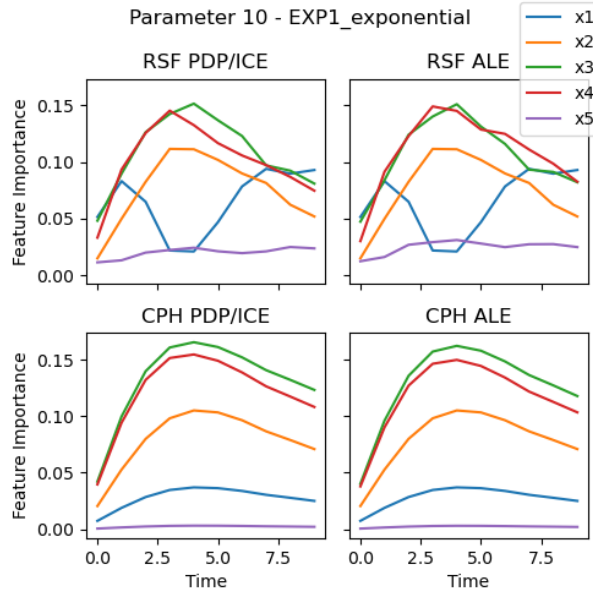 Parameter 10 - EXP1_exponential
x1
x2
x3
x4
x5
RSF PDP/ICE
RSF ALE
Feature Importance
0.15
0.10
0.05
0.00
CPH PDP/ICE
CPH ALE
Feature Importance
0.15
0.10
0.05
0.00
0.0 2.5 5.0 7.5
0.0 2.5 5.0 7.5
Time
Time